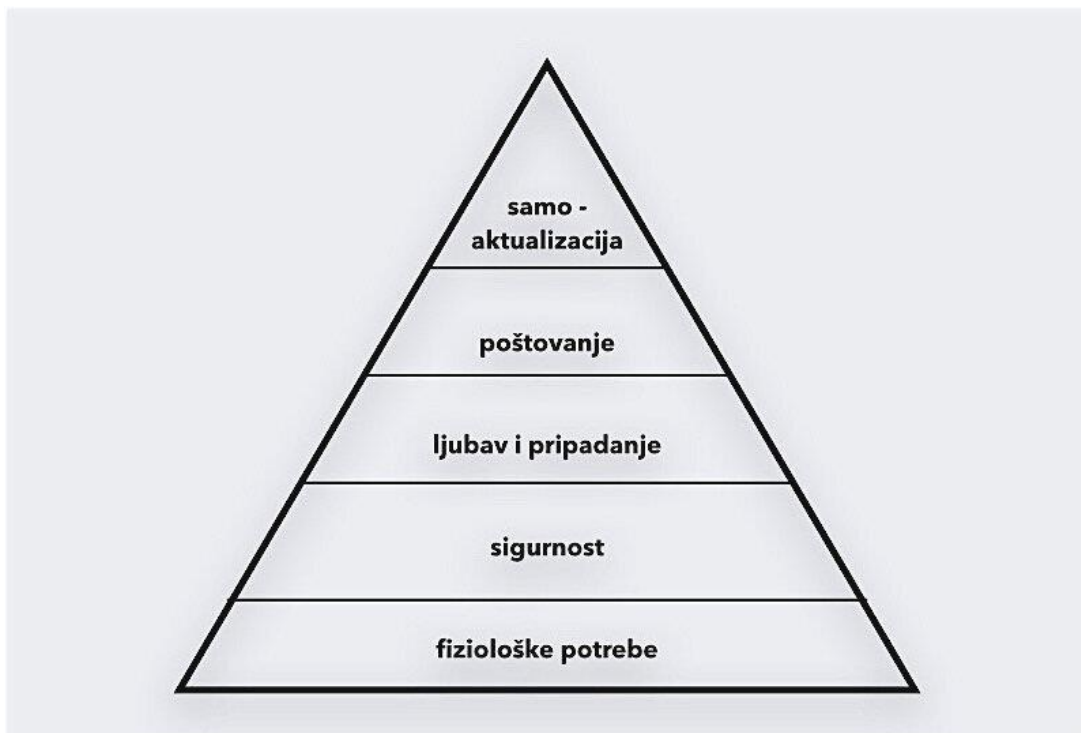 samo -
aktualizacija
poštovanje
ljubav i pripadanje
sigurnost
fiziološke potrebe